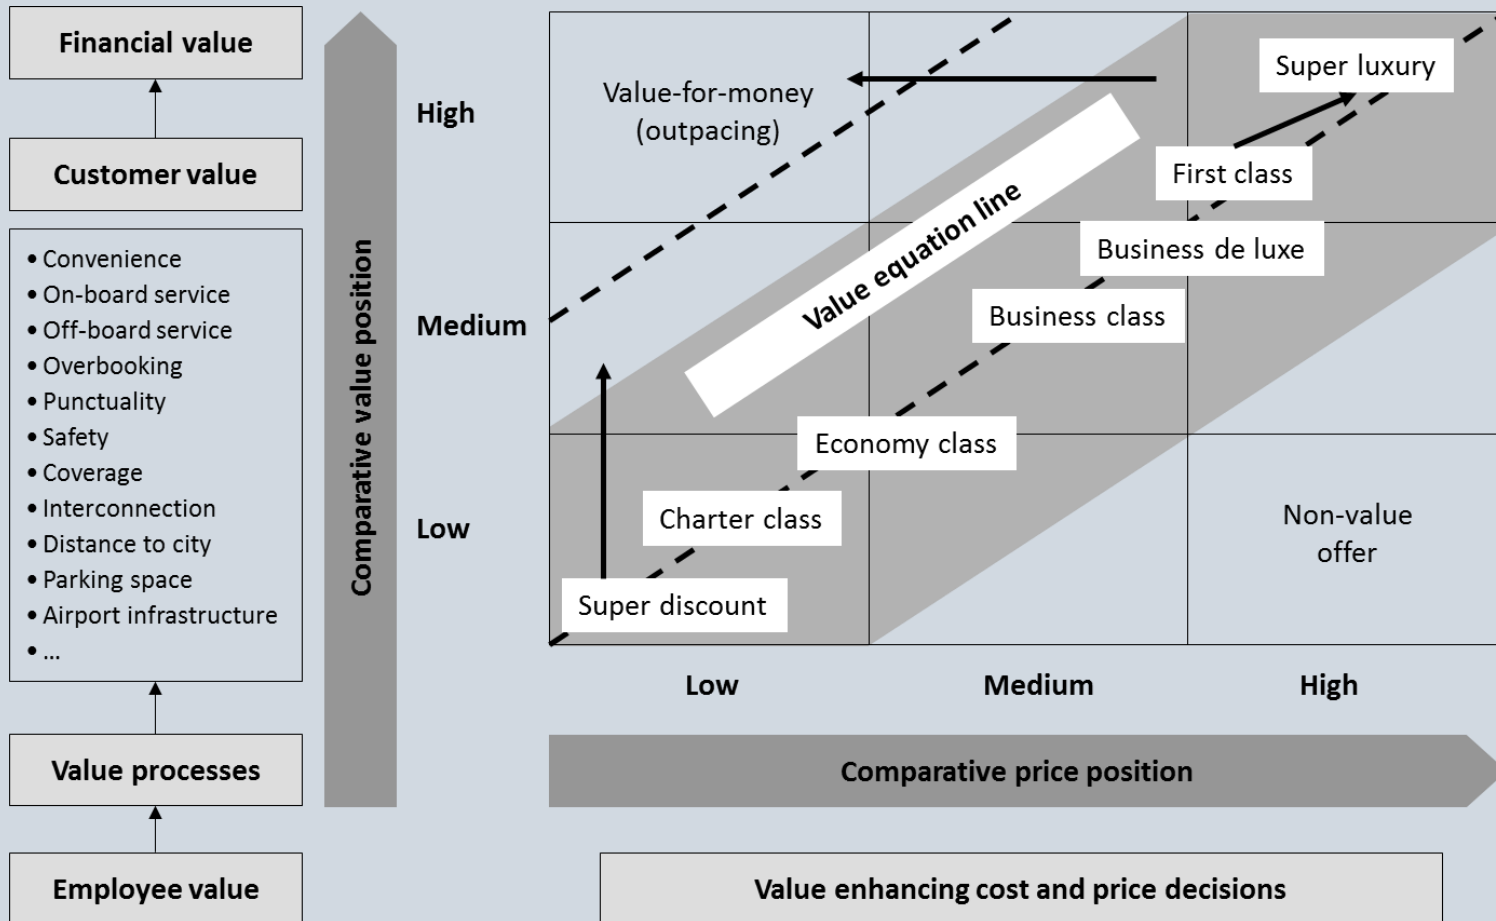 Financial value
Customer value
• Convenience
• On-board service
• Off-board service
• Overbooking
• Punctuality
• Safety
• Coverage
• Interconnection
• Distance to city
• Parking space
• Airport infrastructure
• ...
Value processes
Employee value
Comparative value position
High
Medium
Low
Value-for-money
(outpacing)
Super luxury
First class
Value equation line
Business de luxe
Business class
Economy class
Charter class
Super discount
Non-value
offer
Low
Medium
High
Comparative price position
Value enhancing cost and price decisions